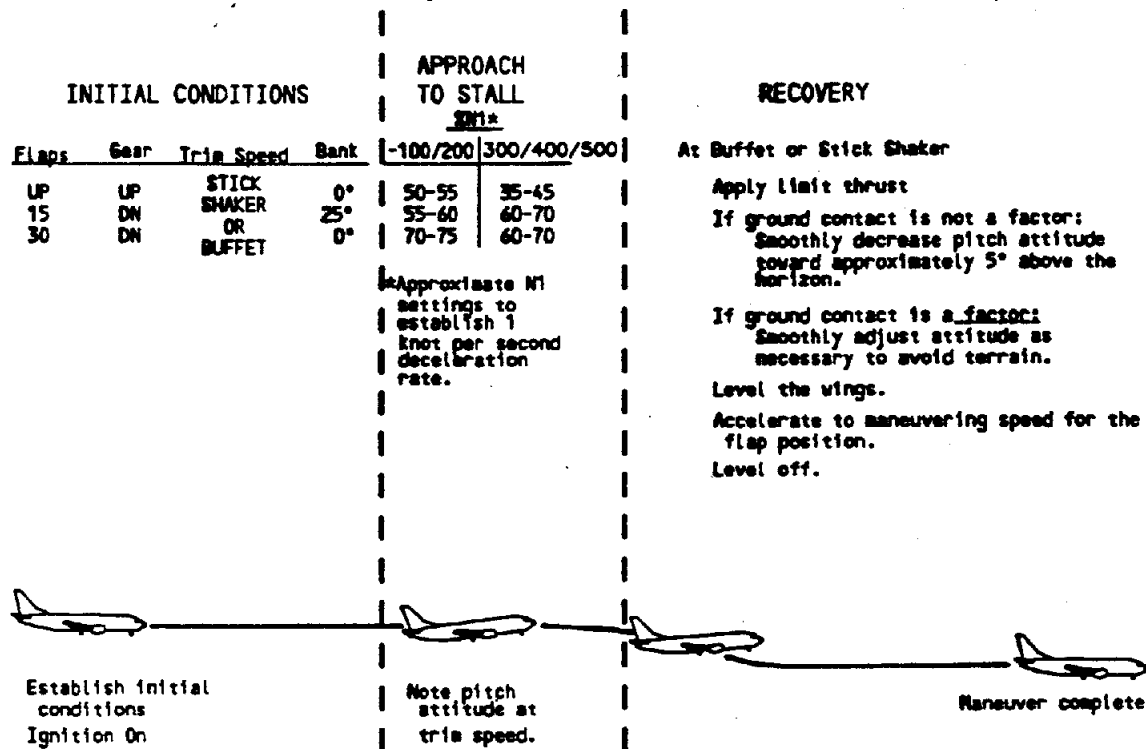 INITIAL CONDITIONS
Flaps Gear Trim Speed Bank
UP UP STICK 0°
15 DN SHAKER 25°
OR
30 DN BUFFET 0°
APPROACH
TO STALL
%N1*
-100/200 300/400/500
50-55 35-45
55-60 60-70
70-75 60-70
*Approximate N1
settings to
establish 1
knot per second
deceleration
rate.
RECOVERY
At Buffet or Stick Shaker
Apply limit thrust
If ground contact is not a factor:
Smoothly decrease pitch attitude
toward approximately 5° above the
horizon.
If ground contact is a factor:
Smoothly adjust attitude as
necessary to avoid terrain.
Level the wings.
Accelerate to maneuvering speed for the
flap position.
Level off.
Establish initial
conditions
Ignition On
Note pitch
attitude at
trim speed.
Maneuver complete